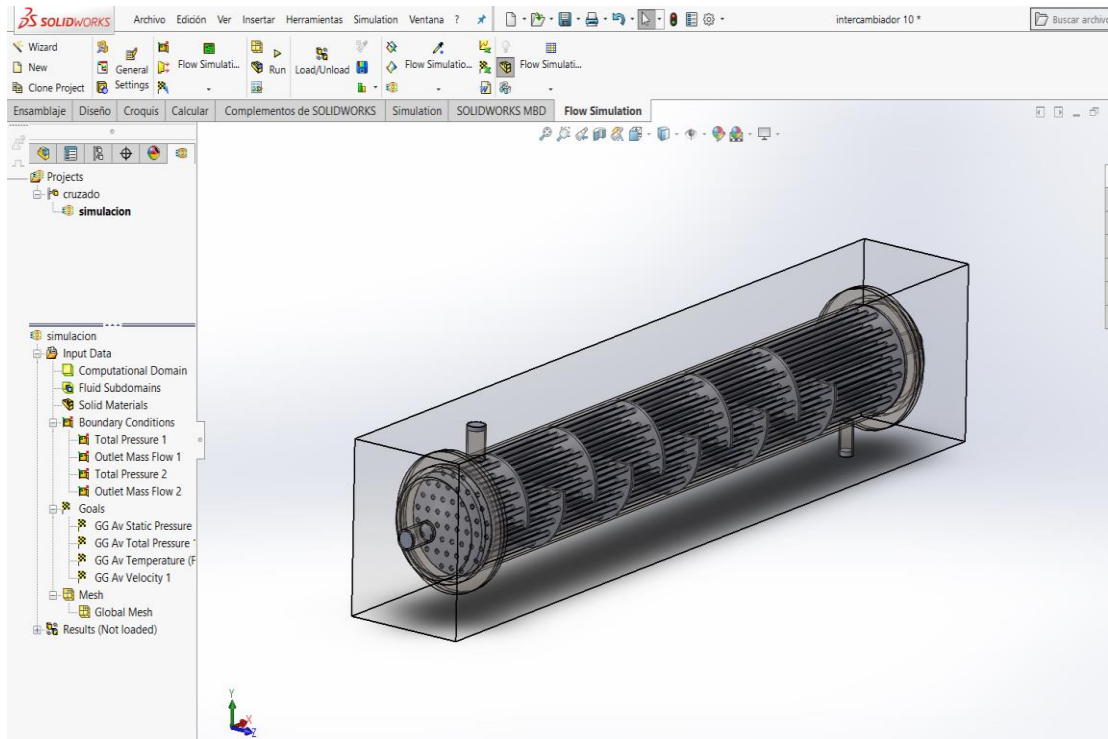 SOLIDWORKS Archivo Edición Ver Insertar Herramientas Simulation Ventana ? intercambiador 10 * Buscar archivo
Wizard
New
Clone Project
General Settings
Flow Simulati...
Run
Load/Unload
Flow Simulatio...
Flow Simulati...
Ensamblaje Diseño Croquis Calcular Complementos de SOLIDWORKS Simulation SOLIDWORKS MBD Flow Simulation
Projects
cruzado
simulacion
simulacion
Input Data
Computational Domain
Fluid Subdomains
Solid Materials
Boundary Conditions
Total Pressure 1
Outlet Mass Flow 1
Total Pressure 2
Outlet Mass Flow 2
Goals
GG Av Static Pressure
GG Av Total Pressure
GG Av Temperature (F
GG Av Velocity 1
Mesh
Global Mesh
Results (Not loaded)
Y
X
Z